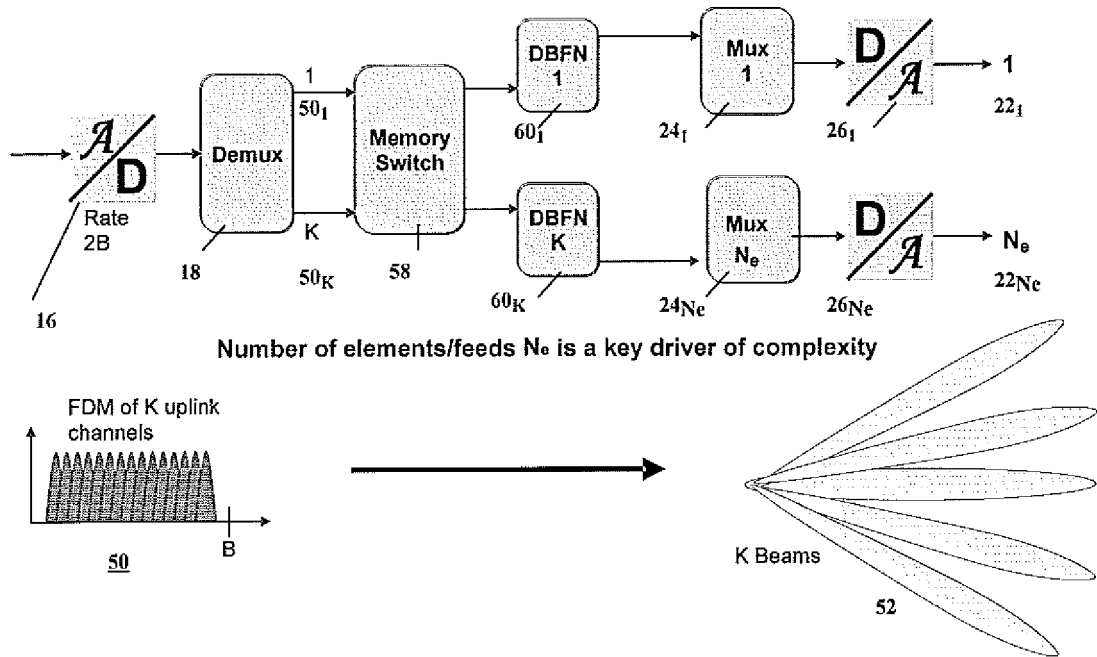 A/D
Rate
2B
16
Demux
18
1
50₁
K
50K
Memory
Switch
58
DBFN
1
60₁
DBFN
K
60K
Mux
1
24₁
Mux
Nₑ
24Ne
D/A
26₁
D/A
26Ne
1
22₁
Nₑ
22Ne
Number of elements/feeds Nₑ is a key driver of complexity
FDM of K uplink
channels
B
50
K Beams
52